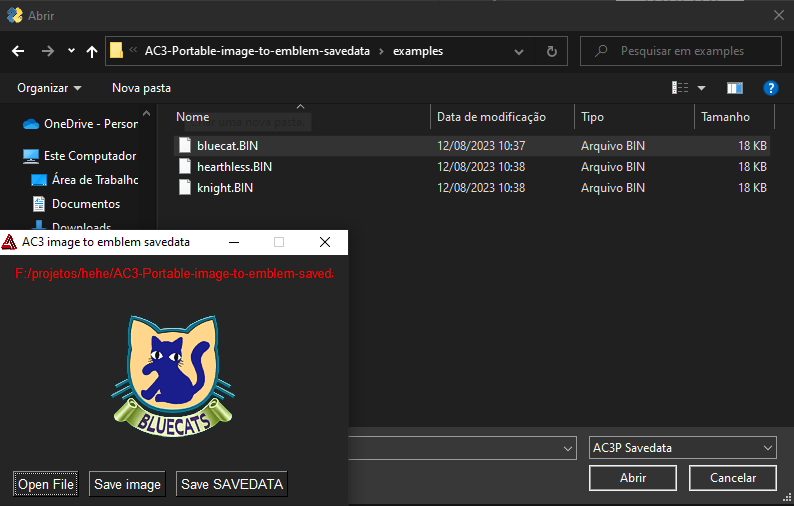 Abrir
AC3-Portable-image-to-emblem-savedata
examples
Pesquisar em examples
Organizar
Nova pasta
Nome
Data de modificação
Tipo
Tamanho
OneDrive - Person
bluecat.BIN 12/08/2023 10:37 Arquivo BIN 18 KB
Este Computador
hearthless.BIN 12/08/2023 10:38 Arquivo BIN 18 KB
Área de Trabalho
knight.BIN 12/08/2023 10:38 Arquivo BIN 18 KB
Documentos
Downloads
AC3 image to emblem savedata
F:/projetos/hehe/AC3-Portable-image-to-emblem-saveda
BLUECATS
AC3P Savedata
Open File
Save image
Save SAVEDATA
Abrir
Cancelar